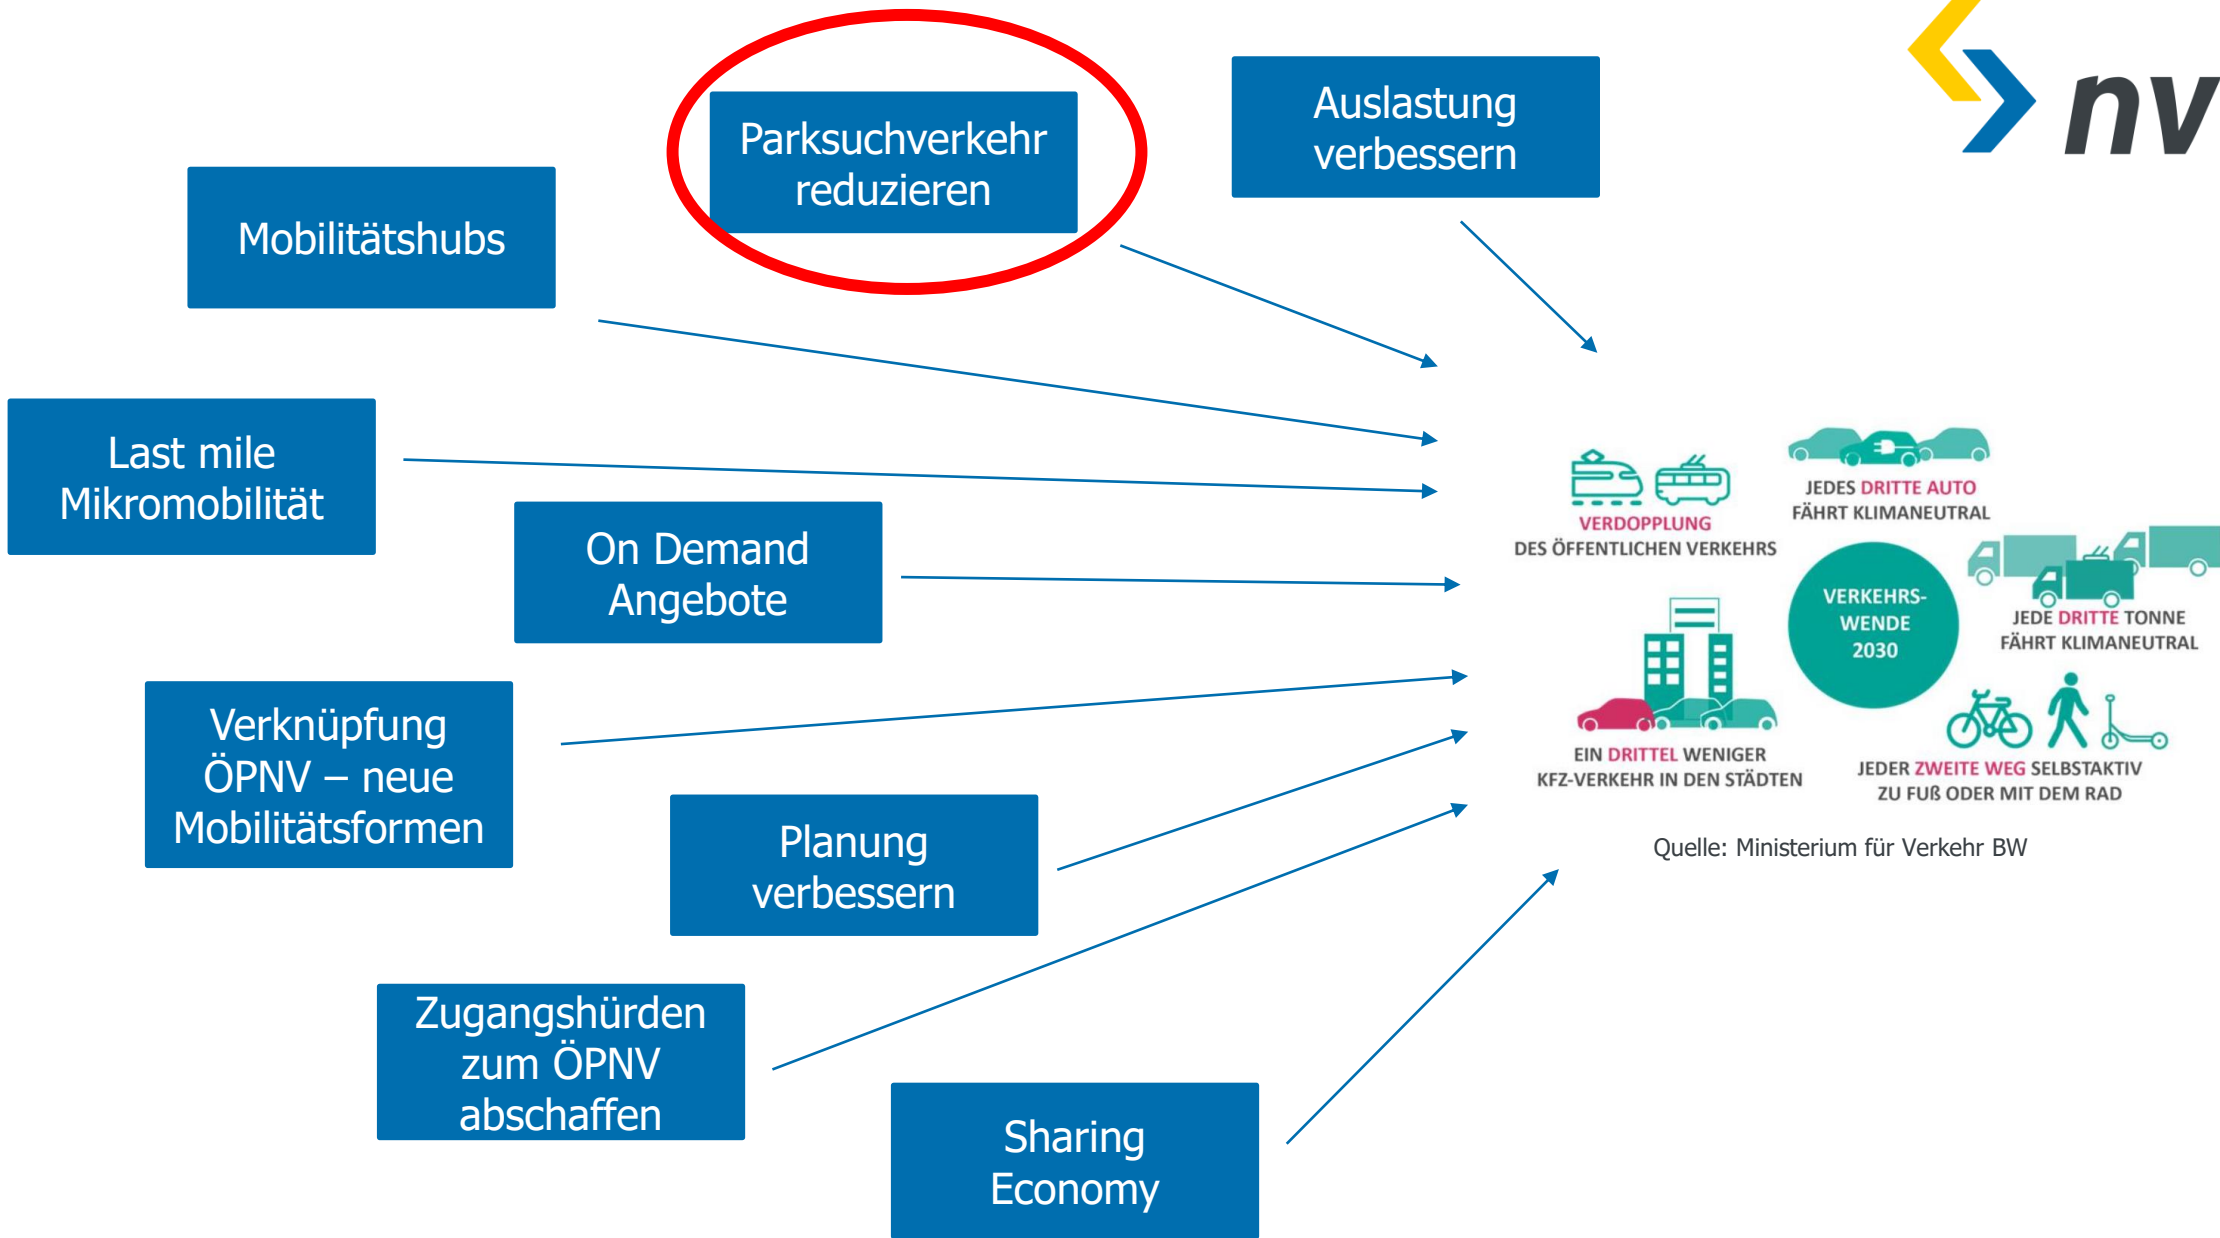 nv
Parksuchverkehr
reduzieren
Auslastung
verbessern
Mobilitätshubs
Last mile
Mikromobilität
On Demand
Angebote
Verknüpfung
ÖPNV – neue
Mobilitätsformen
Planung
verbessern
Zugangshürden
zum ÖPNV
abschaffen
Sharing
Economy
JEDES DRITTE AUTO
FÄHRT KLIMANEUTRAL
VERDOPPLUNG
DES ÖFFENTLICHEN VERKEHRS
VERKEHRS-
WENDE
2030
JEDE DRITTE TONNE
FÄHRT KLIMANEUTRAL
EIN DRITTEL WENIGER
KFZ-VERKEHR IN DEN STÄDTEN
JEDER ZWEITE WEG SELBSTAKTIV
ZU FUß ODER MIT DEM RAD
Quelle: Ministerium für Verkehr BW